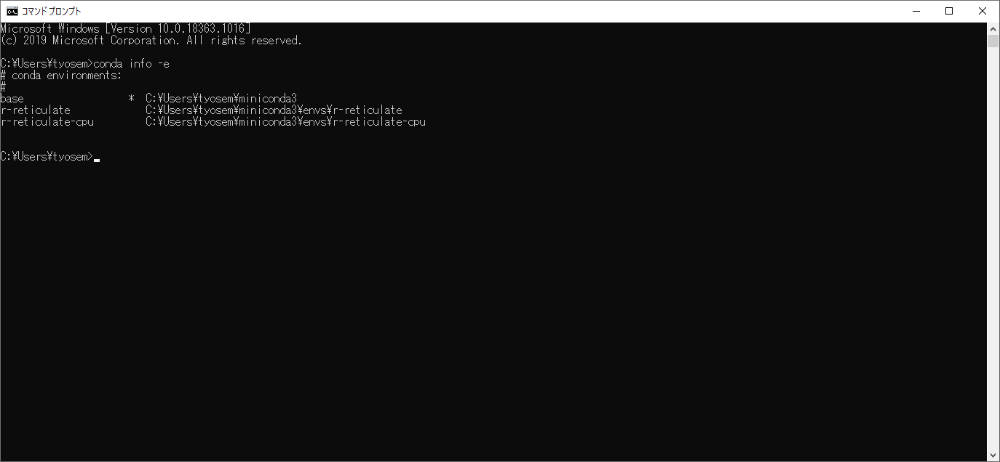 コマンドプロンプト
Microsoft Windows [Version 10.0.18363.1016]
(c) 2019 Microsoft Corporation. All rights reserved.
C:¥Users¥tyosem>conda info -e
# conda environments:
#
base                  *  C:¥Users¥tyosem¥miniconda3
r-reticulate             C:¥Users¥tyosem¥miniconda3¥envs¥r-reticulate
r-reticulate-cpu         C:¥Users¥tyosem¥miniconda3¥envs¥r-reticulate-cpu
C:¥Users¥tyosem>